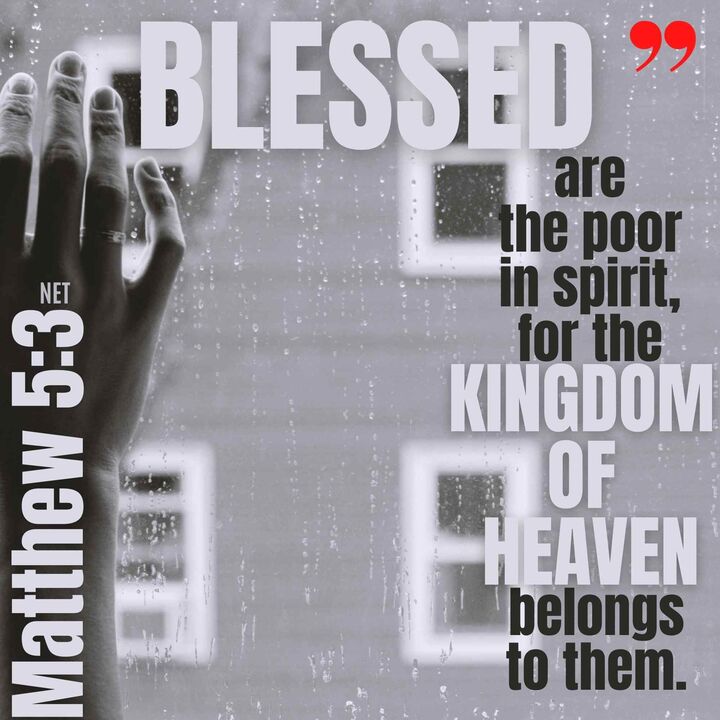 BLESSED ”
are
the poor
in spirit,
for the
KINGDOM
OF
HEAVEN
belongs
to them.
Matthew 5:3
NET